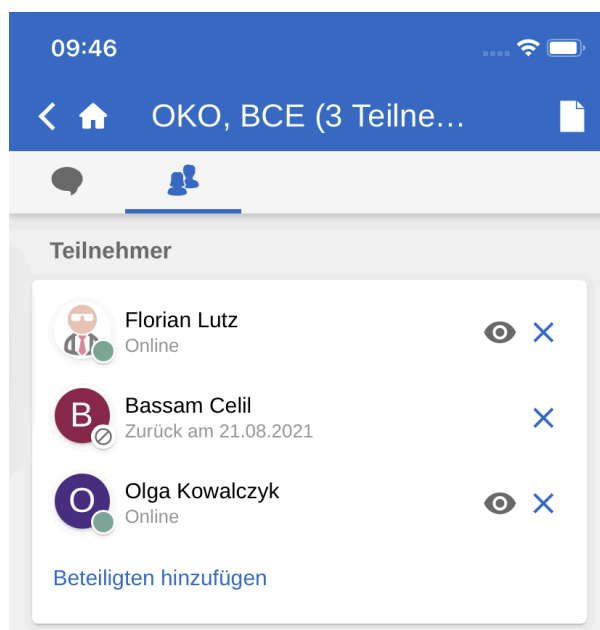 09:46
OKO, BCE (3 Teilne...
Teilnehmer
Florian Lutz
Online
B
Bassam Celil
Zurück am 21.08.2021
O
Olga Kowalczyk
Online
Beteiligten hinzufügen